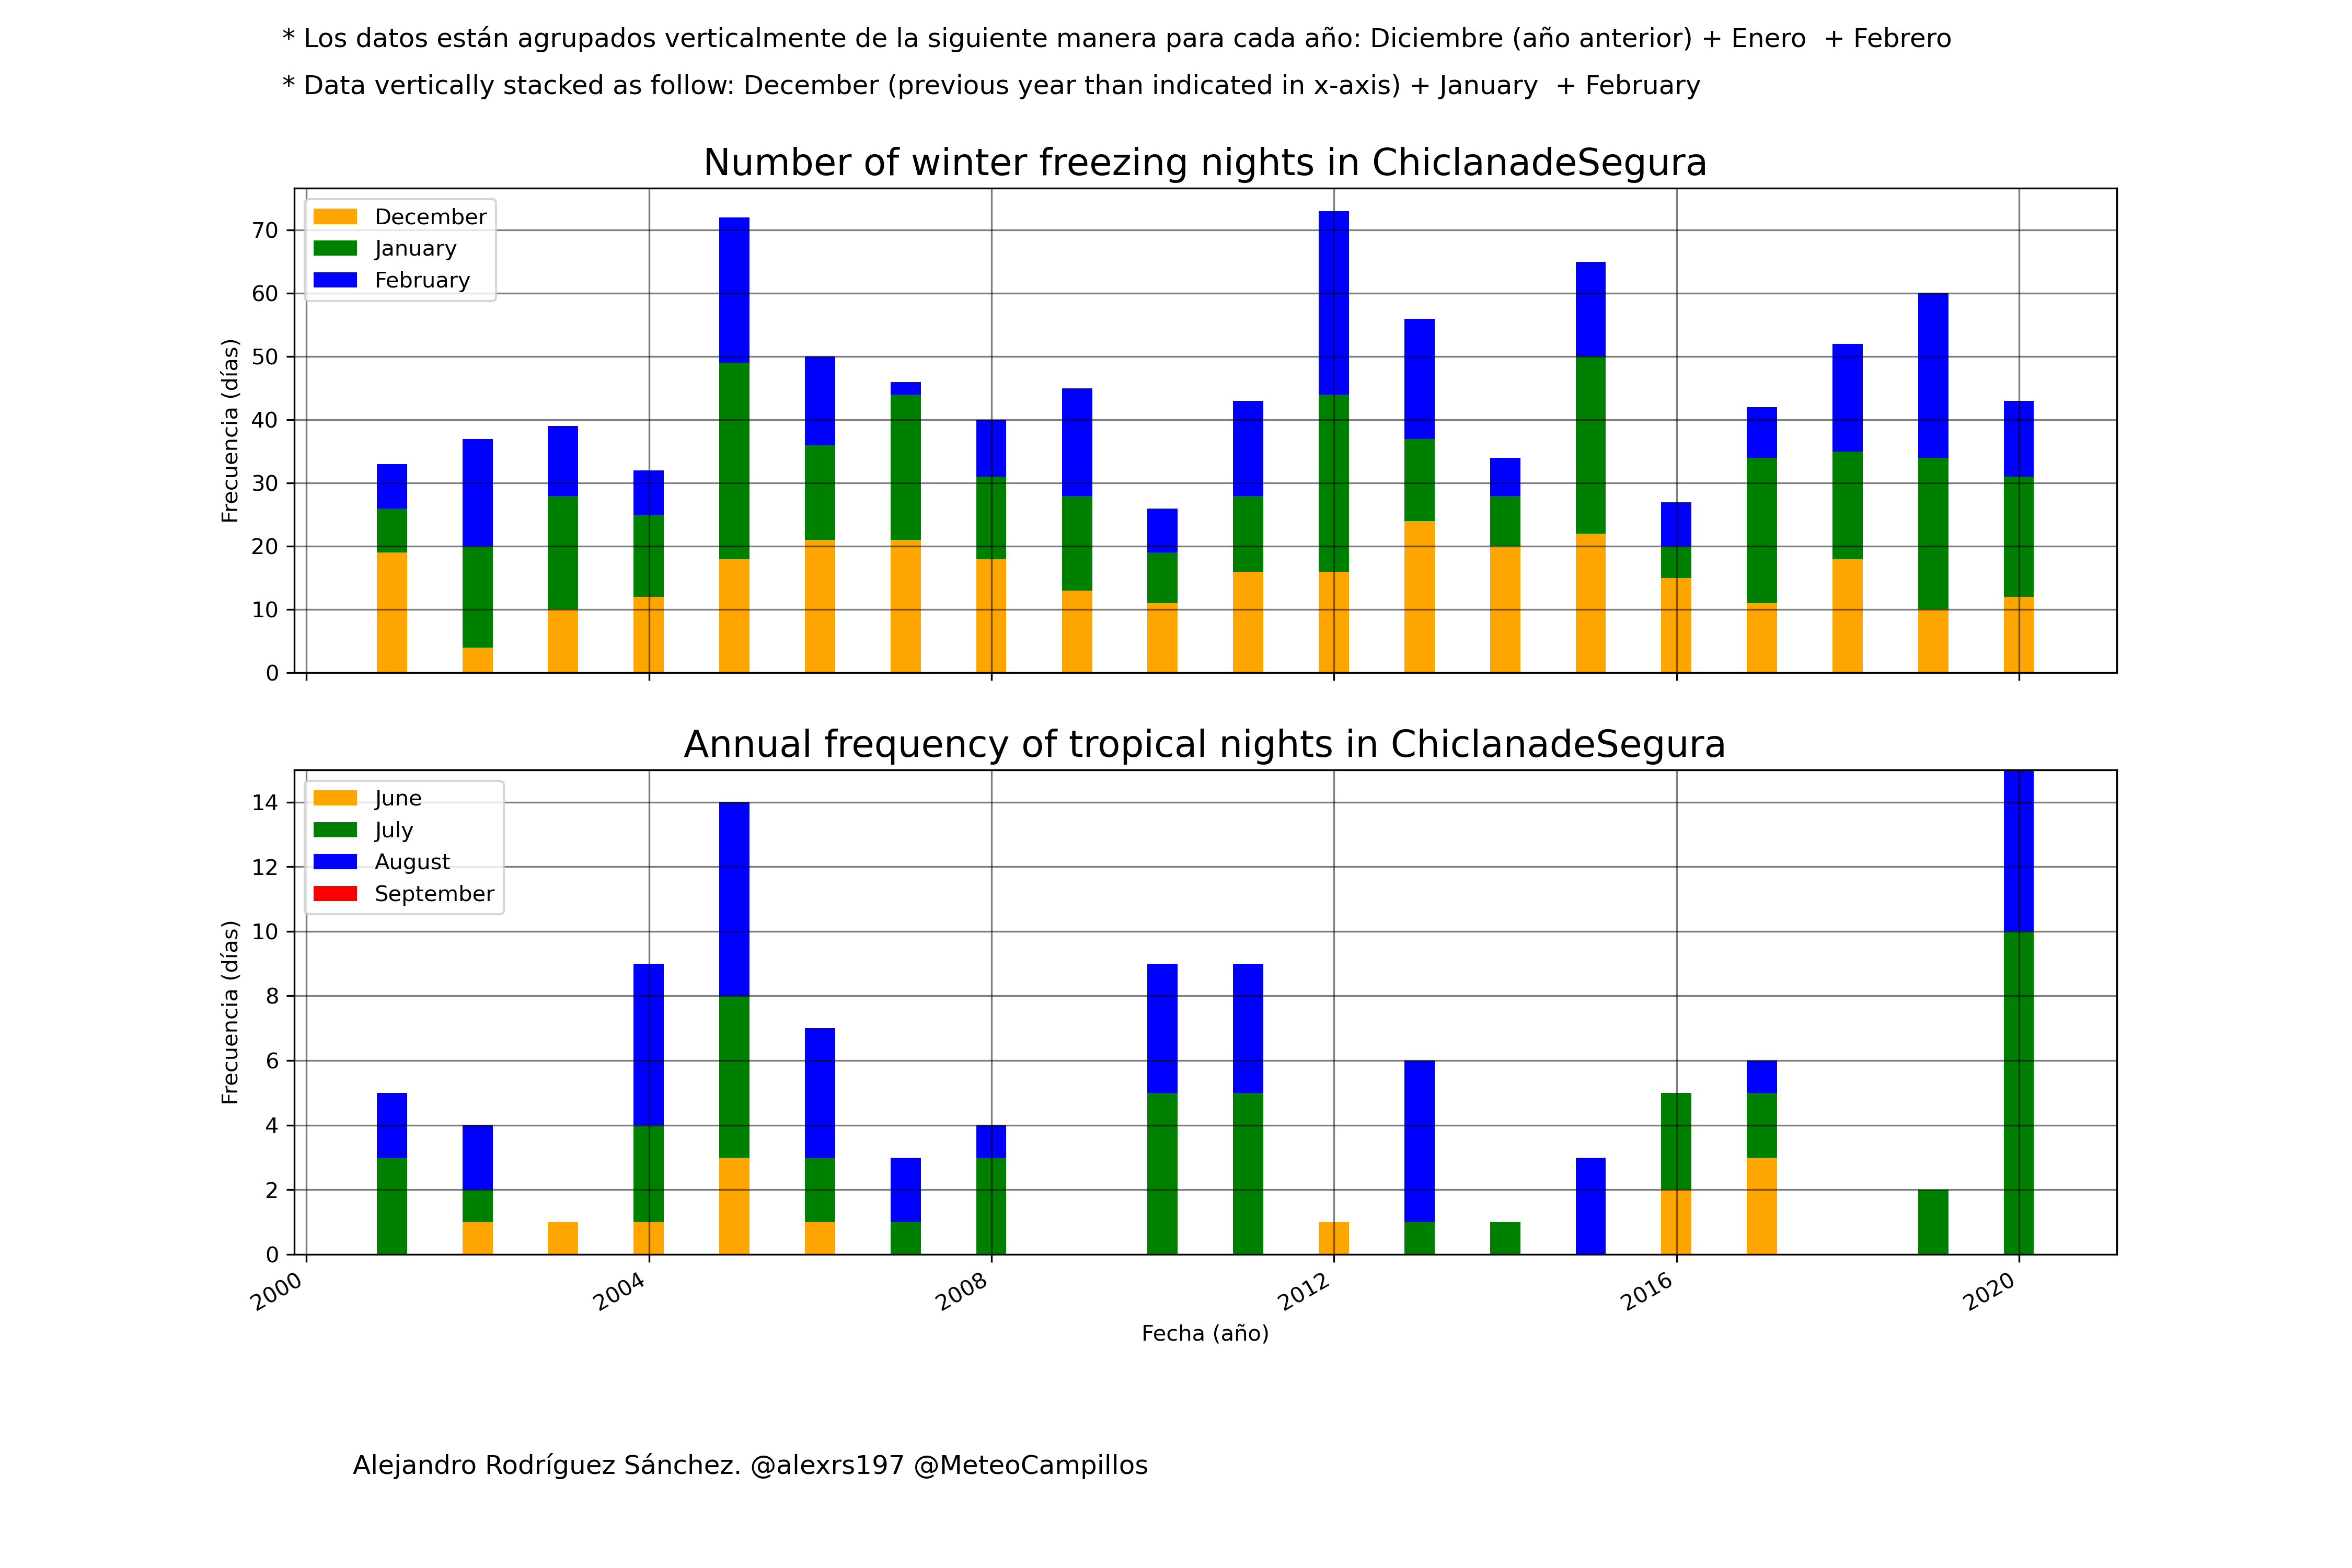 * Los datos están agrupados verticalmente de la siguiente manera para cada año: Diciembre (año anterior) + Enero  + Febrero
* Data vertically stacked as follow: December (previous year than indicated in x-axis) + January  + February
Number of winter freezing nights in ChiclanadeSegura
December
January
February
Frecuencia (días)
70
60
50
40
30
20
10
0
Annual frequency of tropical nights in ChiclanadeSegura
June
July
August
September
Frecuencia (días)
14
12
10
8
6
4
2
0
2000 2004 2008 2012 2016 2020
Fecha (año)
Alejandro Rodríguez Sánchez. @alexrs197 @MeteoCampillos